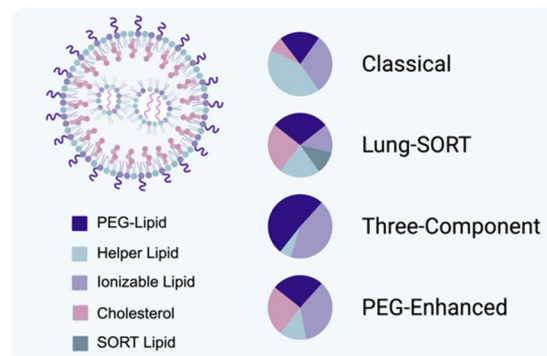 Classical
Lung-SORT
Three-Component
PEG-Enhanced
PEG-Lipid
Helper Lipid
Ionizable Lipid
Cholesterol
SORT Lipid